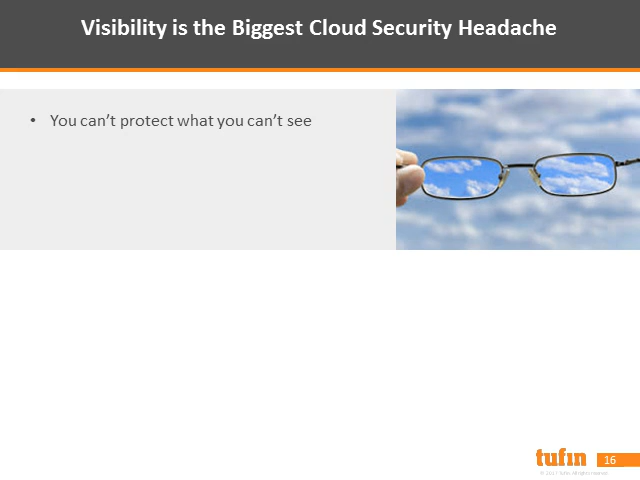 Visibility is the Biggest Cloud Security Headache
• You can’t protect what you can’t see
tufin
16